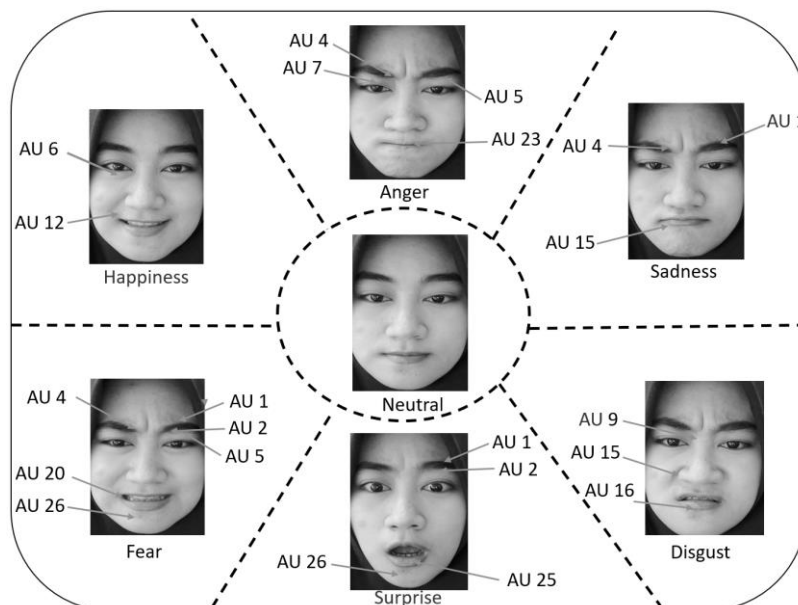 AU 4
AU 7
AU 5
AU 23
Anger
AU 6
AU 12
Happiness
AU 4
AU 15
Sadness
Neutral
AU 4
AU 1
AU 2
AU 5
AU 20
AU 26
Fear
AU 1
AU 2
AU 26
AU 25
Surprise
AU 9
AU 15
AU 16
Disgust